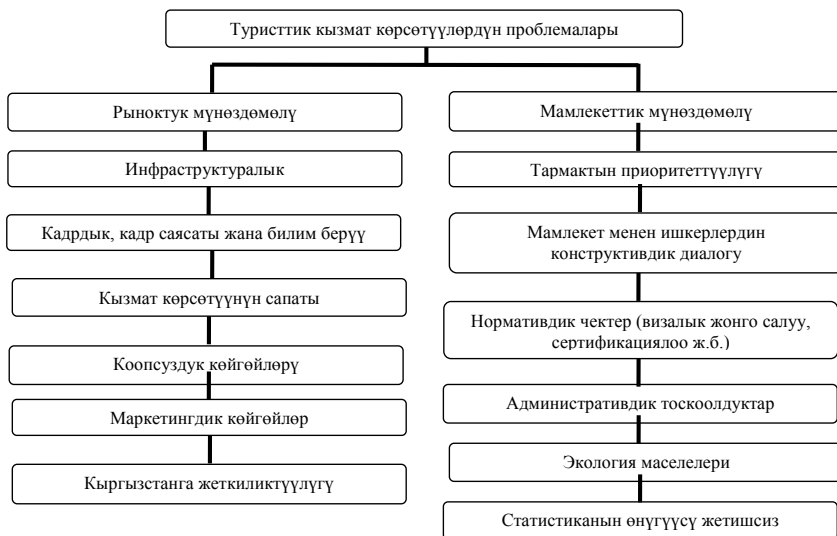 Туристтик кызмат көрсөтүүлөрдүн проблемалары
Рыноктук мүнөздөмөлү
Инфраструктуралык
Кадрдык, кадр саясаты жана билим берүү
Кызмат көрсөтүүнүн сапаты
Коопсуздук көйгөйлөрү
Маркетингдик көйгөйлөр
Кыргызстанга жеткиликтүүлүгү
Мамлекеттик мүнөздөмөлү
Тармактын приоритеттүүлүгү
Мамлекет менен ишкерлердин
конструктивдик диалогу
Нормативдик чектер (визалык жонго салуу,
сертификациялоо ж.б.)
Административдик тоскоолдуктар
Экология маселелери
Статистиканын өнүгүүсү жетишсиз